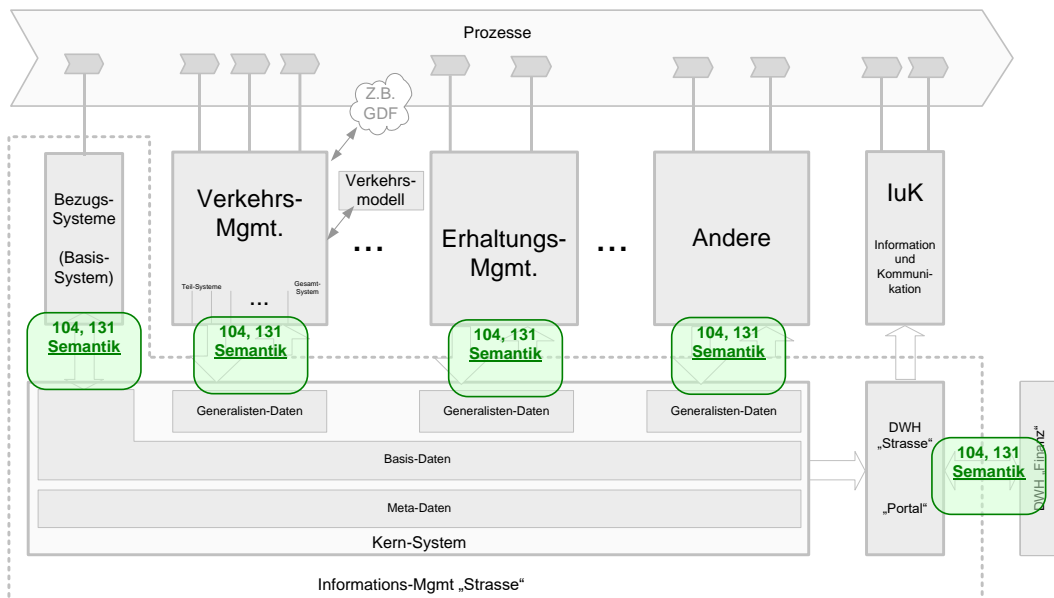 Prozesse
Z.B.
GDF
Bezugs-
Systeme
(Basis-
System)
Verkehrs-
Mgmt.
Teil-Systeme
...
Gesamt-
System
Verkehrs-
modell
...
Erhaltungs-
Mgmt.
...
Andere
IuK
Information
und
Kommuni-
kation
104, 131
Semantik
104, 131
Semantik
104, 131
Semantik
104, 131
Semantik
Generalisten-Daten
Generalisten-Daten
Generalisten-Daten
Basis-Daten
Meta-Daten
Kern-System
DWH
„Strasse“
„Portal“
104, 131
Semantik
DWH „Finanz“
Informations-Mgmt „Strasse“